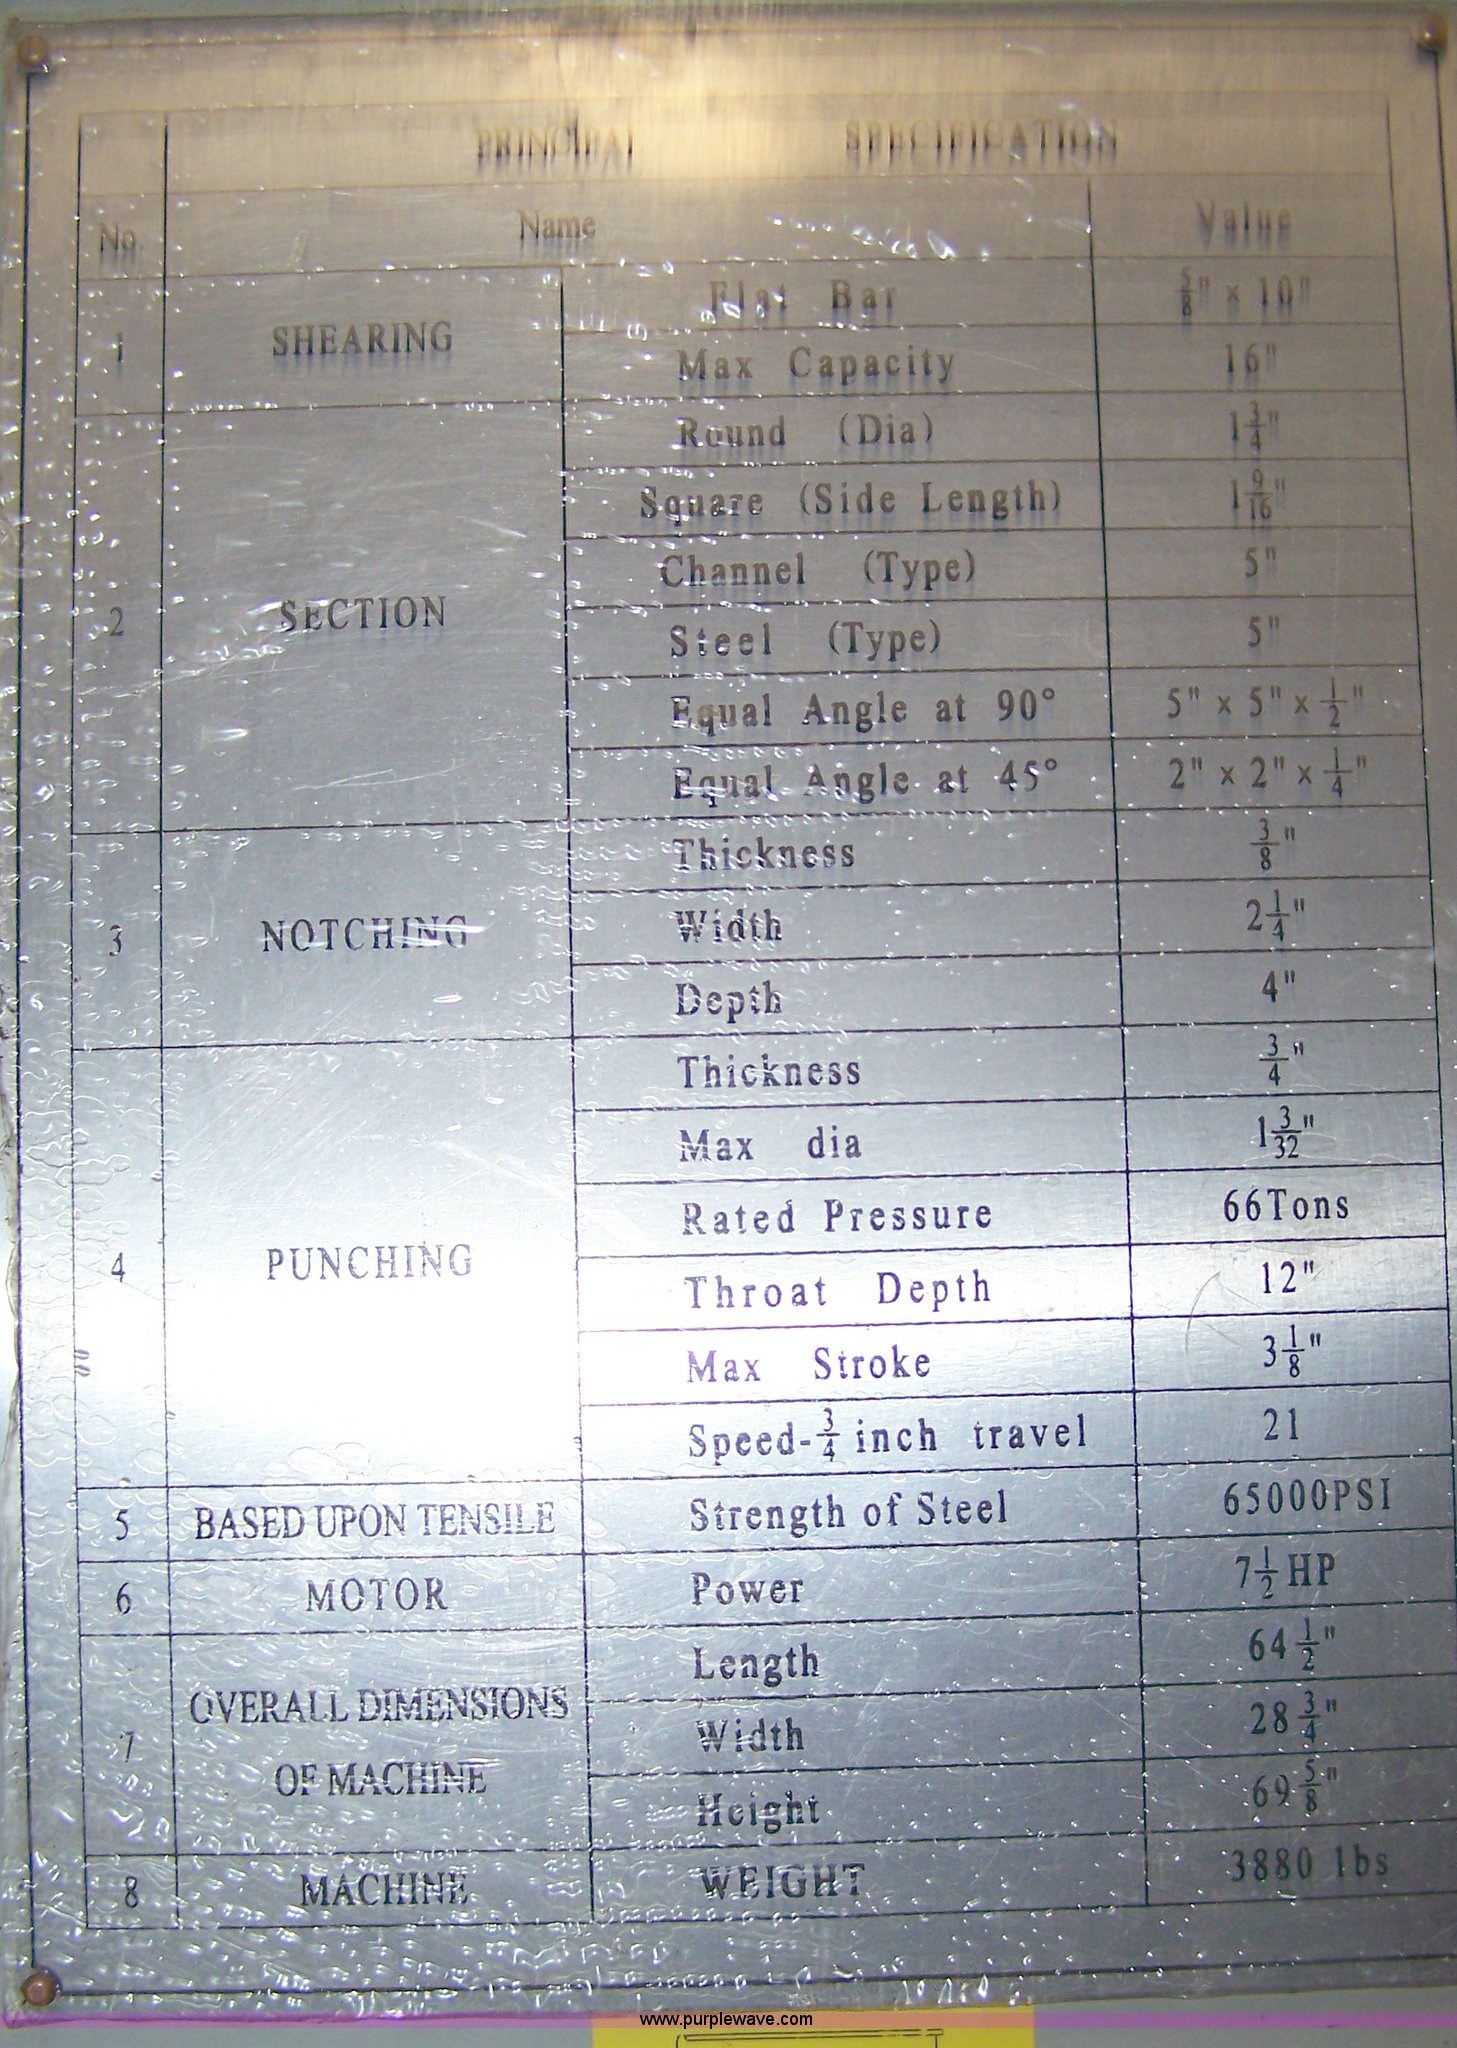 PRINCIPAL SPECIFICATION
No. Name Value
1 SHEARING Flat Bar 5/8" x 10"
Max Capacity 16"
2 SECTION Round (Dia) 1 3/4"
Square (Side Length) 1 9/16"
Channel (Type) 5"
Steel (Type) 5"
Equal Angle at 90° 5" x 5" x 1/2"
Equal Angle at 45° 2" x 2" x 1/4"
3 NOTCHING Thickness 3/8"
Width 2 1/4"
Depth 4"
4 PUNCHING Thickness 3/4"
Max dia 1 3/32"
Rated Pressure 66Tons
Throat Depth 12"
Max Stroke 3 1/8"
Speed-3/4 inch travel 21
5 BASED UPON TENSILE Strength of Steel 65000PSI
6 MOTOR Power 7 1/2 HP
7 OVERALL DIMENSIONS OF MACHINE Length 64 1/2"
Width 28 3/4"
Height 69 5/8"
8 MACHINE WEIGHT 3880 lbs
www.purplewave.com